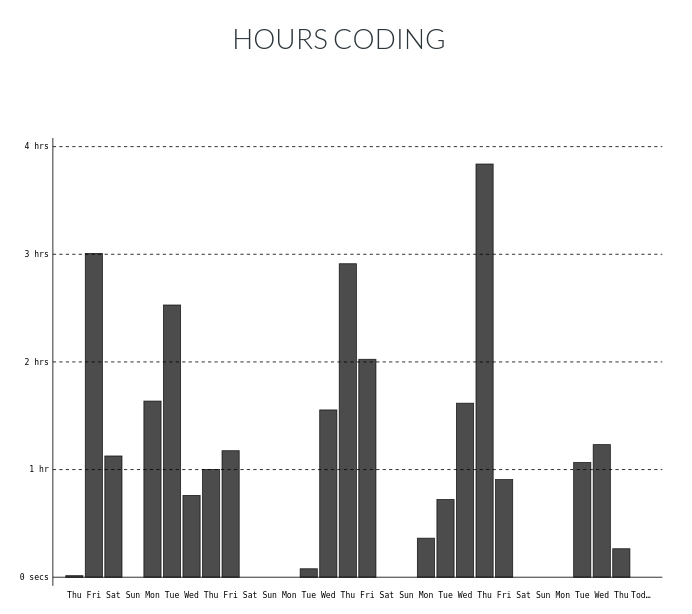 HOURS CODING
4 hrs
3 hrs
2 hrs
1 hr
0 secs
Thu Fri Sat Sun Mon Tue Wed Thu Fri Sat Sun Mon Tue Wed Thu Fri Sat Sun Mon Tue Wed Thu Fri Sat Sun Mon Tue Wed Thu Tod…